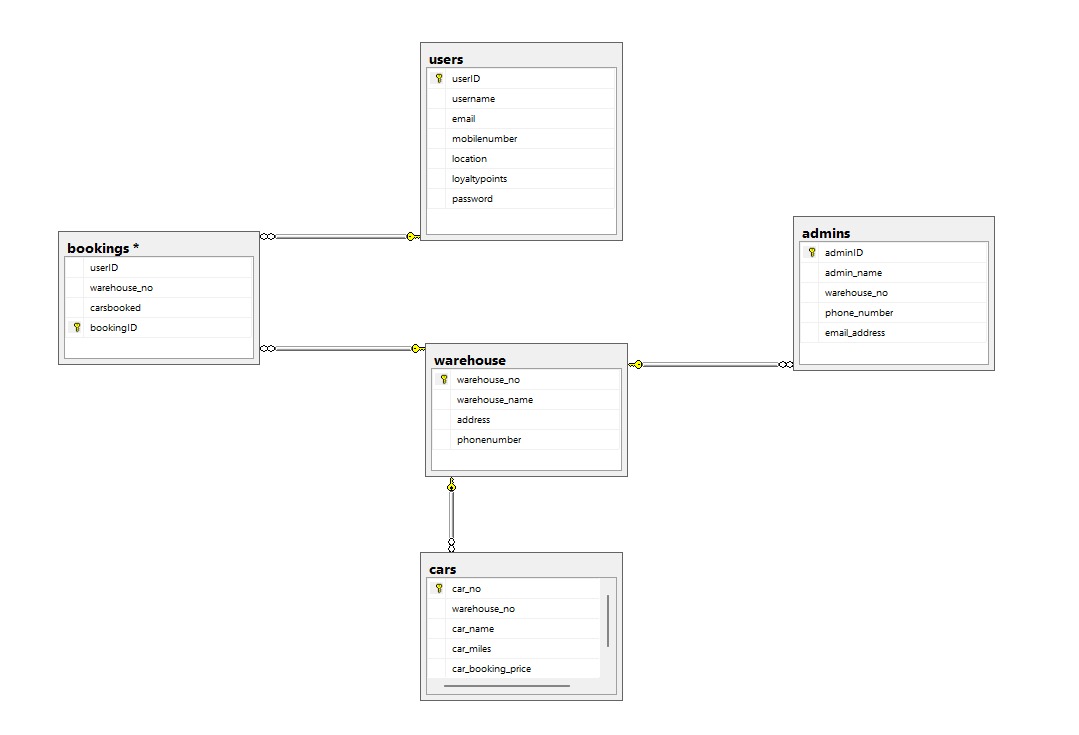 users
userID
username
email
mobilenumber
location
loyaltypoints
password
bookings *
userID
warehouse_no
carsbooked
bookingID
admins
adminID
admin_name
warehouse_no
phone_number
email_address
warehouse
warehouse_no
warehouse_name
address
phonenumber
cars
car_no
warehouse_no
car_name
car_miles
car_booking_price